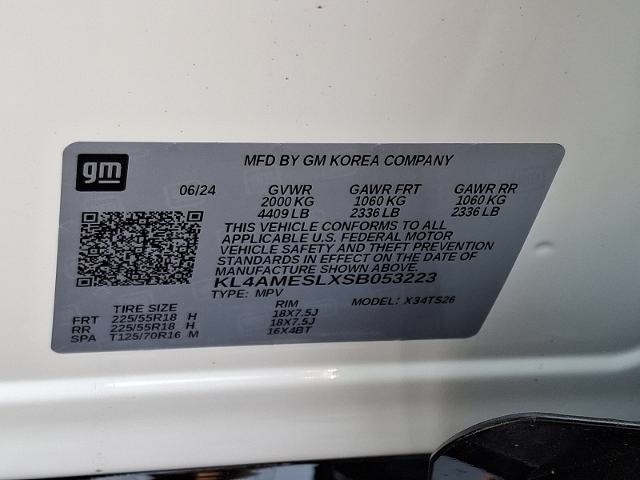 gm
MFD BY GM KOREA COMPANY
06/24 GVWR GAWR FRT GAWR RR
2000 KG 1060 KG 1060 KG
4409 LB 2336 LB 2336 LB
THIS VEHICLE CONFORMS TO ALL
APPLICABLE U.S. FEDERAL MOTOR
VEHICLE SAFETY AND THEFT PREVENTION
STANDARDS IN EFFECT ON THE DATE OF
MANUFACTURE SHOWN ABOVE.
KL4AMESLXSB053223
TYPE: MPV MODEL: X34TS26
TIRE SIZE RIM
FRT 225/55R18 H 18X7.5J
RR 225/55R18 H 18X7.5J
SPA T125/70R16 M 16X4BT